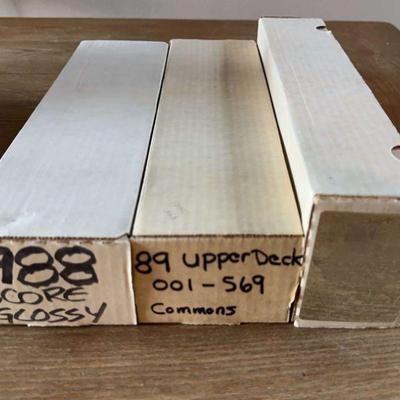 988
CORE
GLOSSY
89 Upper Deck
001-569
Commons